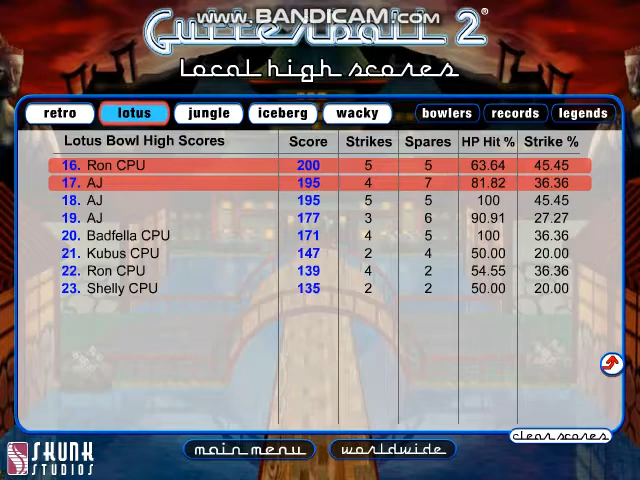 www.BANDICAM.com
Gutterball 2®
local high scores
retro lotus jungle iceberg wacky bowlers records legends
Lotus Bowl High Scores Score Strikes Spares HP Hit % Strike %
16. Ron CPU 200 5 5 63.64 45.45
17. AJ 195 4 7 81.82 36.36
18. AJ 195 5 5 100 45.45
19. AJ 177 3 6 90.91 27.27
20. Badfella CPU 171 4 5 100 36.36
21. Kubus CPU 147 2 4 50.00 20.00
22. Ron CPU 139 4 2 54.55 36.36
23. Shelly CPU 135 2 2 50.00 20.00
clear scores
main menu worldwide
SKUNK
STUDIOS